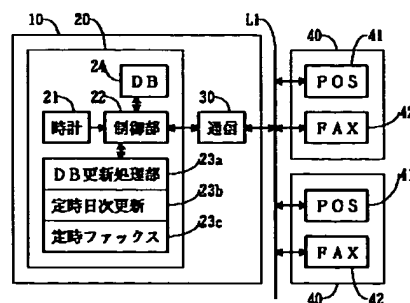 10
20
L1
40
41
24
DB
POS
21
22
30
時計
制御部
通信
42
FAX
23a
DB更新処理部
41
23b
定時日次更新
POS
23c
定時ファックス
FAX
40
42